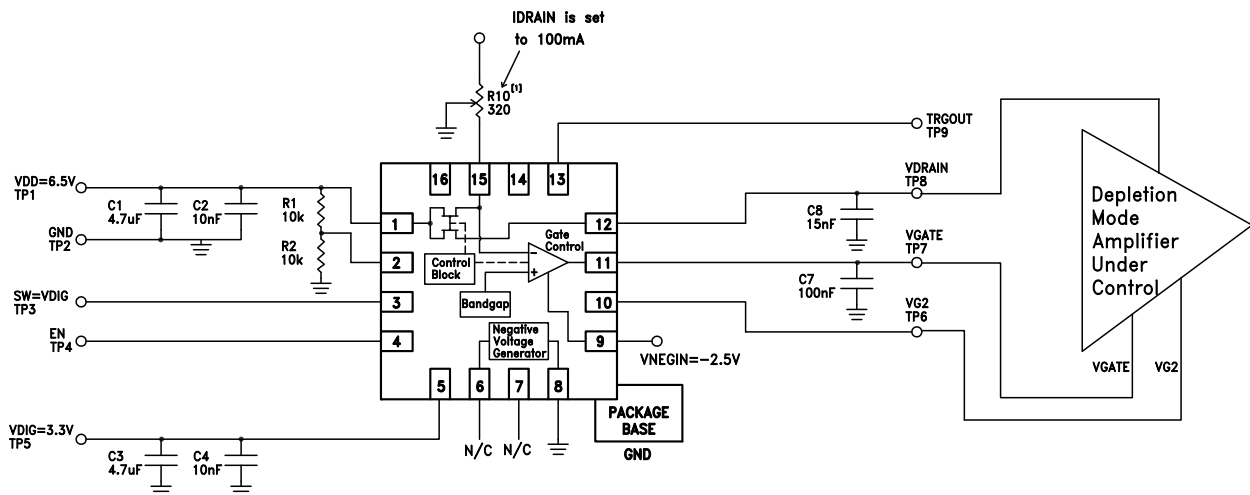 IDRAIN is set
to 100mA
R10[1]
320
TRGOUT
TP9
VDD=6.5V
TP1
C1
4.7uF
C2
10nF
R1
10k
GND
TP2
R2
10k
SW=VDIG
TP3
EN
TP4
VDIG=3.3V
TP5
C3
4.7uF
C4
10nF
16
15
14
13
1
2
3
4
5
6
7
8
9
10
11
12
Gate
Control
Control
Block
Bandgap
Negative
Voltage
Generator
−
+
N/C
N/C
VNEGIN=-2.5V
PACKAGE
BASE
GND
VDRAIN
TP8
C8
15nF
VGATE
TP7
C7
100nF
VG2
TP6
Depletion
Mode
Amplifier
Under
Control
VGATE
VG2